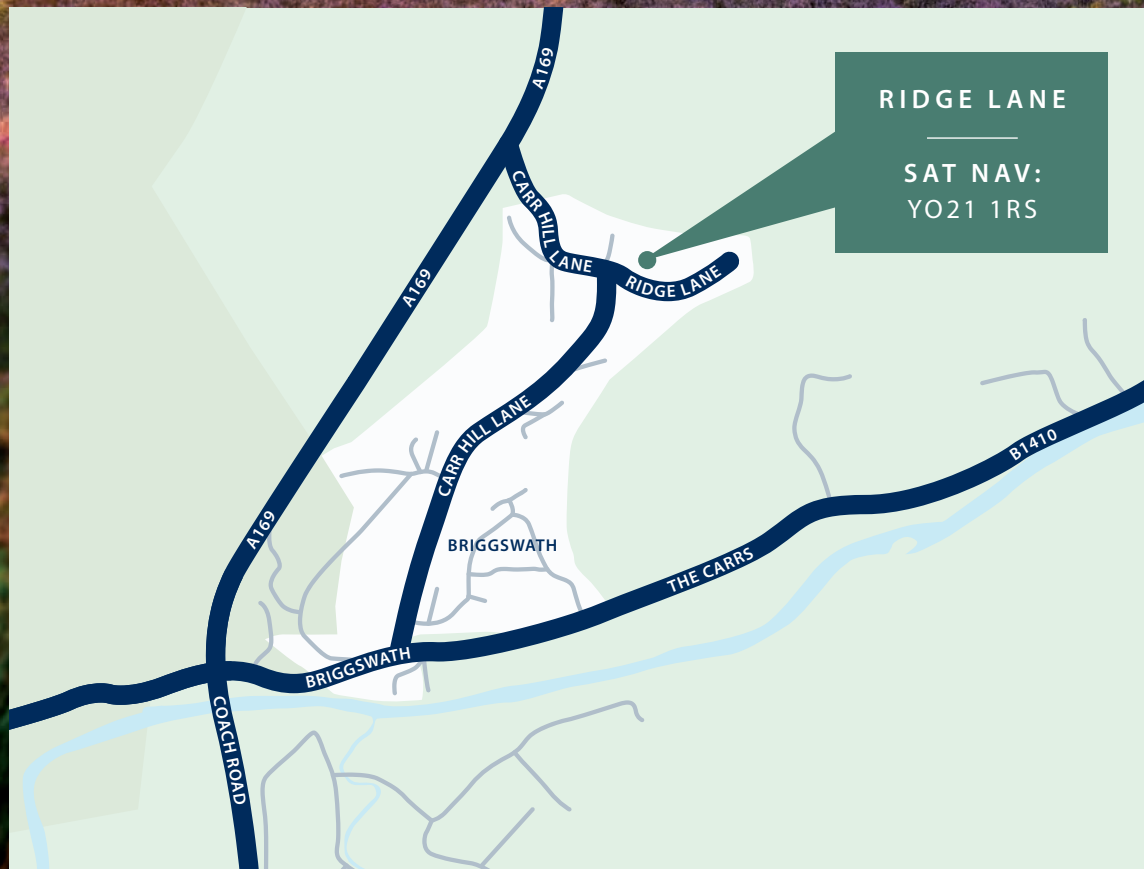 A169
RIDGE LANE
SAT NAV:
YO21 1RS
CARR HILL LANE
RIDGE LANE
A169
CARR HILL LANE
B1410
A169
BRIGGSWATH
THE CARRS
BRIGGSWATH
COACH ROAD